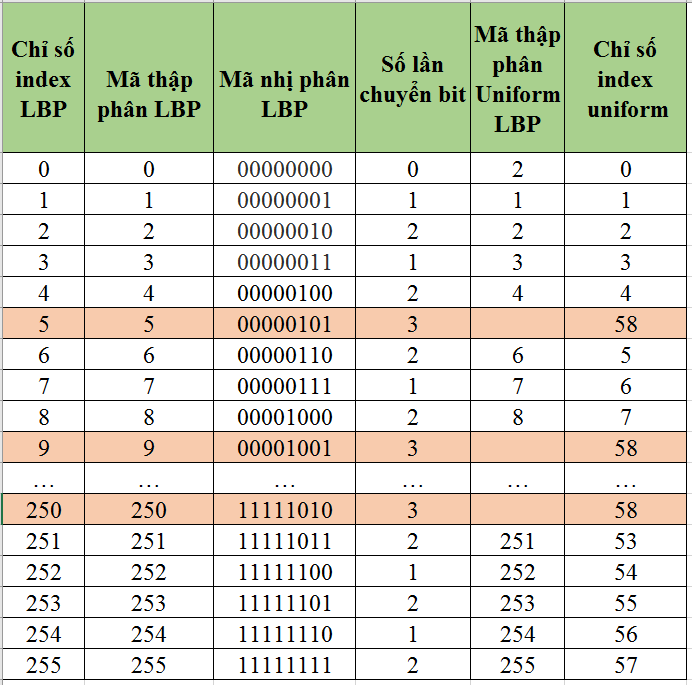 Chỉ số index LBP | Mã thập phân LBP | Mã nhị phân LBP | Số lần chuyển bit | Mã thập phân Uniform LBP | Chỉ số index uniform
0 | 0 | 00000000 | 0 | 2 | 0
1 | 1 | 00000001 | 1 | 1 | 1
2 | 2 | 00000010 | 2 | 2 | 2
3 | 3 | 00000011 | 1 | 3 | 3
4 | 4 | 00000100 | 2 | 4 | 4
5 | 5 | 00000101 | 3 | | 58
6 | 6 | 00000110 | 2 | 6 | 5
7 | 7 | 00000111 | 1 | 7 | 6
8 | 8 | 00001000 | 2 | 8 | 7
9 | 9 | 00001001 | 3 | | 58
… | … | … | … | … | …
250 | 250 | 11111010 | 3 | | 58
251 | 251 | 11111011 | 2 | 251 | 53
252 | 252 | 11111100 | 1 | 252 | 54
253 | 253 | 11111101 | 2 | 253 | 55
254 | 254 | 11111110 | 1 | 254 | 56
255 | 255 | 11111111 | 2 | 255 | 57